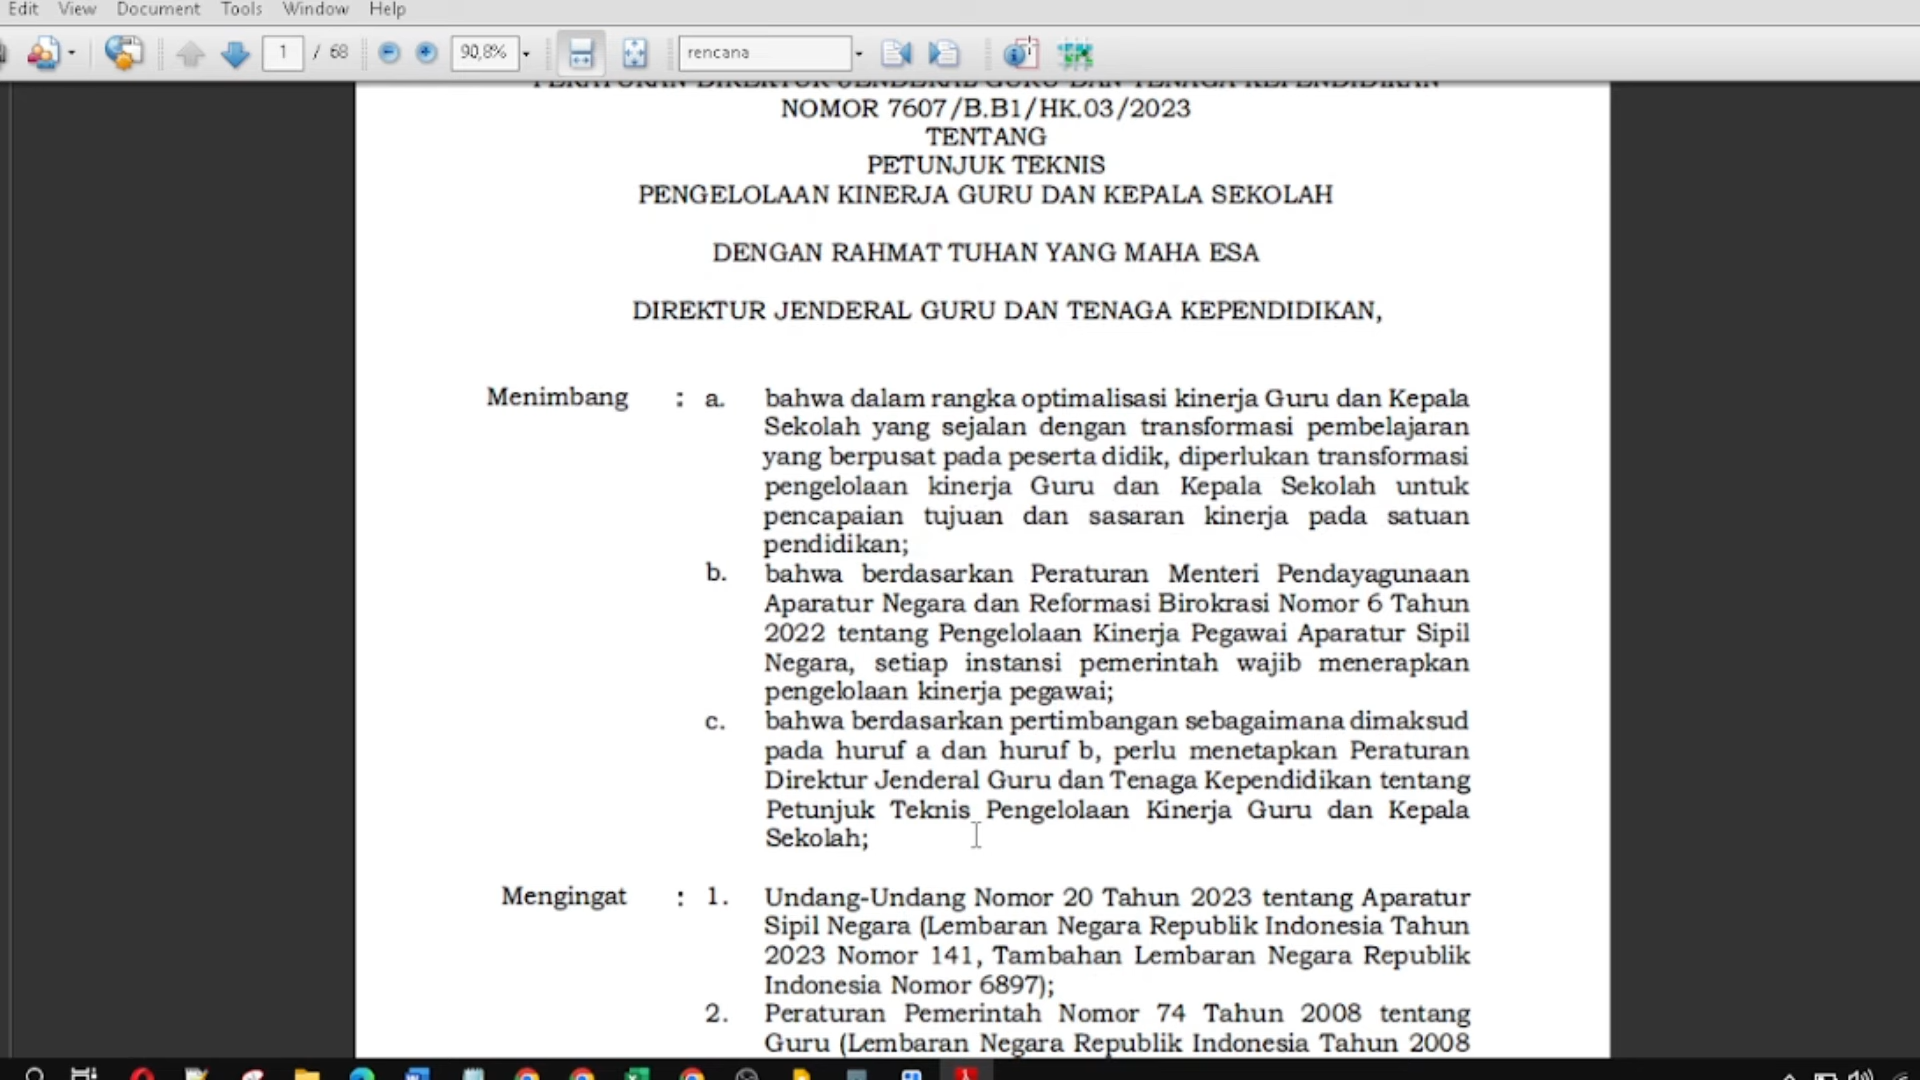 Edit View Document Tools Window Help
1 / 68 90,8% rencana
PERATURAN DIREKTUR JENDERAL GURU DAN TENAGA KEPENDIDIKAN
NOMOR 7607/B.B1/HK.03/2023
TENTANG
PETUNJUK TEKNIS
PENGELOLAAN KINERJA GURU DAN KEPALA SEKOLAH
DENGAN RAHMAT TUHAN YANG MAHA ESA
DIREKTUR JENDERAL GURU DAN TENAGA KEPENDIDIKAN,
Menimbang : a. bahwa dalam rangka optimalisasi kinerja Guru dan Kepala
Sekolah yang sejalan dengan transformasi pembelajaran
yang berpusat pada peserta didik, diperlukan transformasi
pengelolaan kinerja Guru dan Kepala Sekolah untuk
pencapaian tujuan dan sasaran kinerja pada satuan
pendidikan;
b. bahwa berdasarkan Peraturan Menteri Pendayagunaan
Aparatur Negara dan Reformasi Birokrasi Nomor 6 Tahun
2022 tentang Pengelolaan Kinerja Pegawai Aparatur Sipil
Negara, setiap instansi pemerintah wajib menerapkan
pengelolaan kinerja pegawai;
c. bahwa berdasarkan pertimbangan sebagaimana dimaksud
pada huruf a dan huruf b, perlu menetapkan Peraturan
Direktur Jenderal Guru dan Tenaga Kependidikan tentang
Petunjuk Teknis Pengelolaan Kinerja Guru dan Kepala
Sekolah;
Mengingat : 1. Undang-Undang Nomor 20 Tahun 2023 tentang Aparatur
Sipil Negara (Lembaran Negara Republik Indonesia Tahun
2023 Nomor 141, Tambahan Lembaran Negara Republik
Indonesia Nomor 6897);
2. Peraturan Pemerintah Nomor 74 Tahun 2008 tentang
Guru (Lembaran Negara Republik Indonesia Tahun 2008